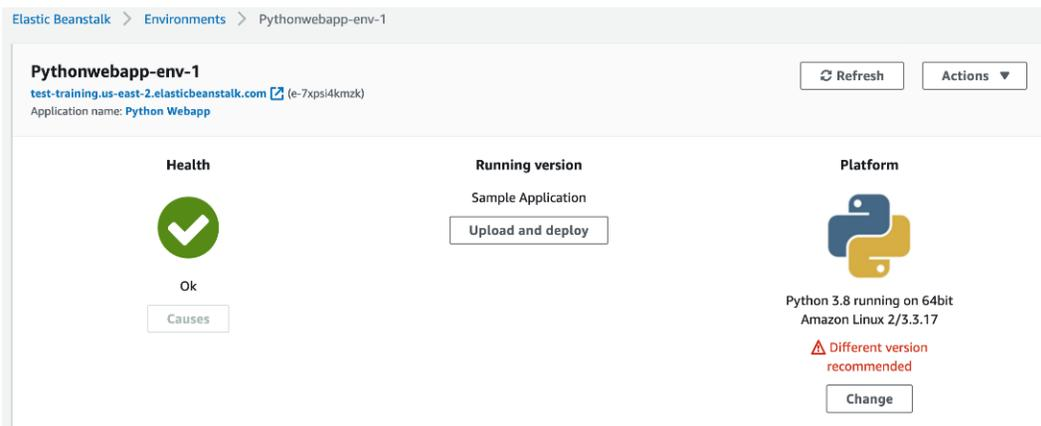 Elastic Beanstalk > Environments > Pythonwebapp-env-1
Pythonwebapp-env-1
Refresh
Actions ▼
test-training.us-east-2.elasticbeanstalk.com (e-7xpsi4kmzk)
Application name: Python Webapp
Health
Running version
Platform
Sample Application
Upload and deploy
Ok
Causes
Python 3.8 running on 64bit
Amazon Linux 2/3.3.17
Different version
recommended
Change